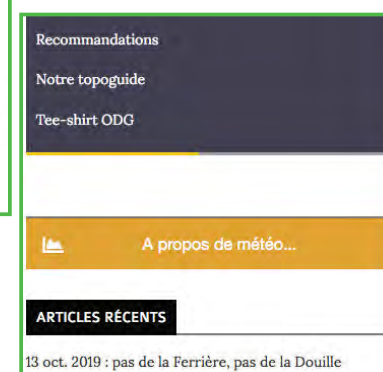 Recommandations
Notre topoguide
Tee-shirt ODG
A propos de météo...
ARTICLES RÉCENTS
13 oct. 2019 : pas de la Ferrière, pas de la Douille